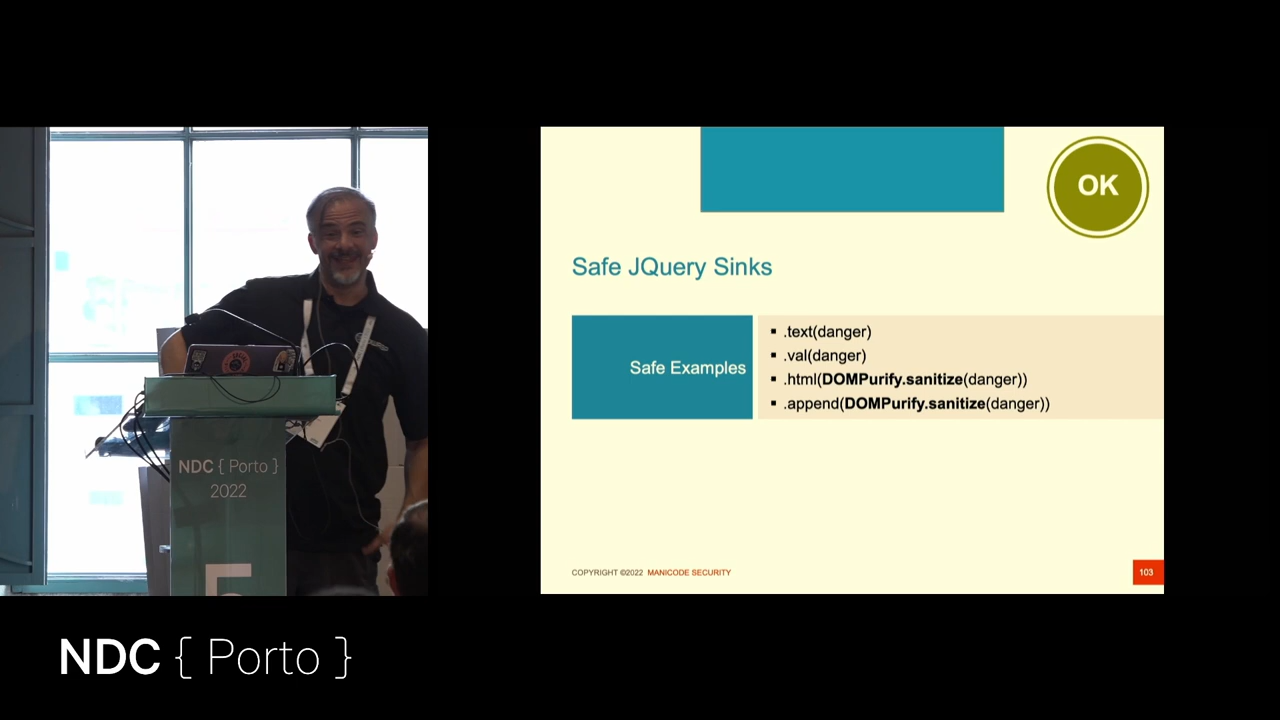 OK
Safe JQuery Sinks
Safe Examples
▪ .text(danger)
▪ .val(danger)
▪ .html(DOMPurify.sanitize(danger))
▪ .append(DOMPurify.sanitize(danger))
COPYRIGHT ©2022 MANICODE SECURITY
103
NDC { Porto }
2022
5
NDC { Porto }